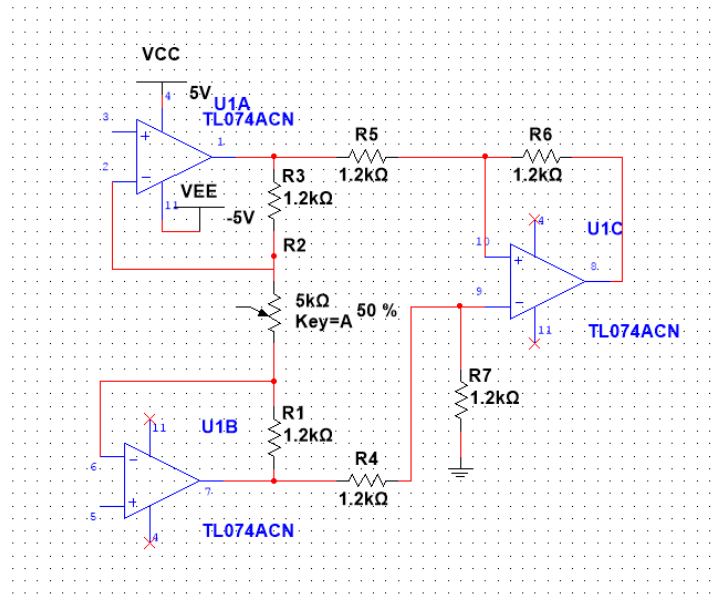 VCC
5V
4
U1A
TL074ACN
3
1
2
11
VEE
-5V
R5
1.2kΩ
R6
1.2kΩ
R3
1.2kΩ
R2
5kΩ
Key=A
50 %
U1C
4
10
8
9
11
TL074ACN
R7
1.2kΩ
R1
1.2kΩ
U1B
11
6
7
5
4
TL074ACN
R4
1.2kΩ